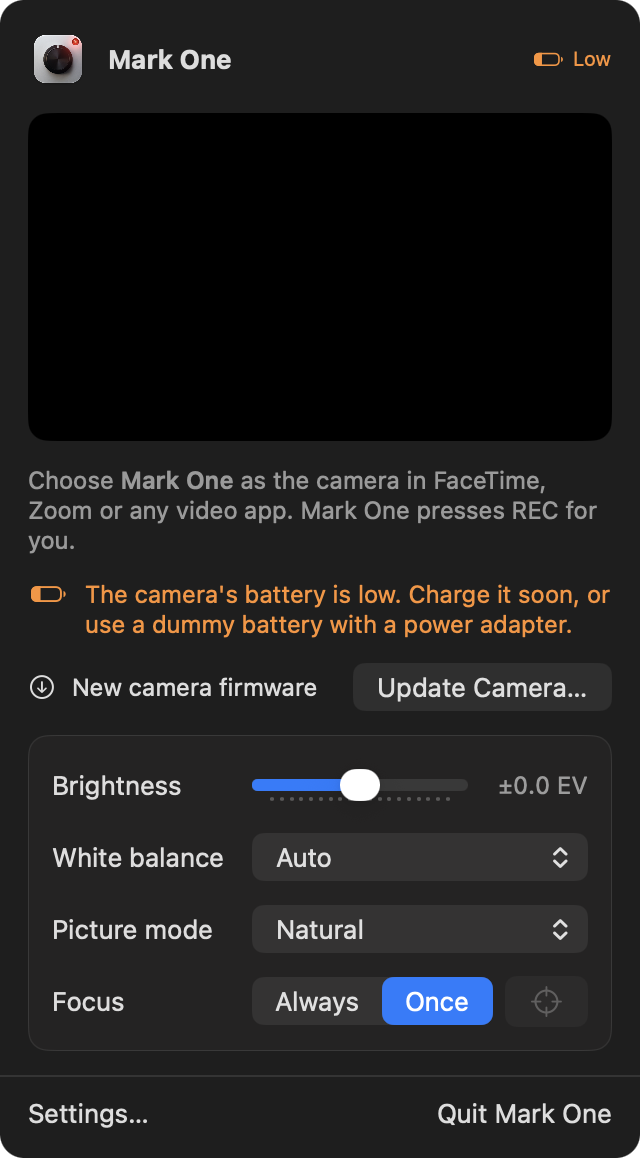 Mark One
Low
Choose Mark One as the camera in FaceTime,
Zoom or any video app. Mark One presses REC for
you.
The camera's battery is low. Charge it soon, or
use a dummy battery with a power adapter.
New camera firmware
Update Camera...
Brightness
±0.0 EV
White balance
Auto
Picture mode
Natural
Focus
Always
Once
Settings...
Quit Mark One